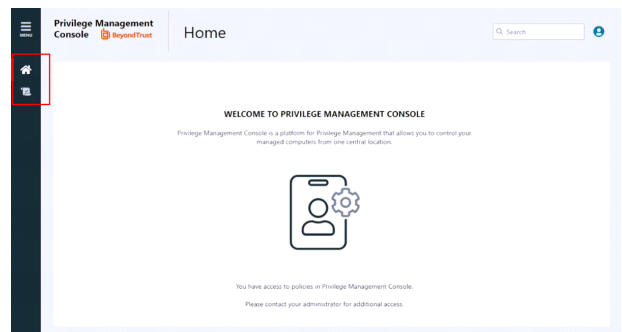 MENU
Privilege Management
Console BeyondTrust
Home
Search
WELCOME TO PRIVILEGE MANAGEMENT CONSOLE
Privilege Management Console is a platform for Privilege Management that allows you to control your
managed computers from one central location.
You have access to policies in Privilege Management Console.
Please contact your administrator for additional access.